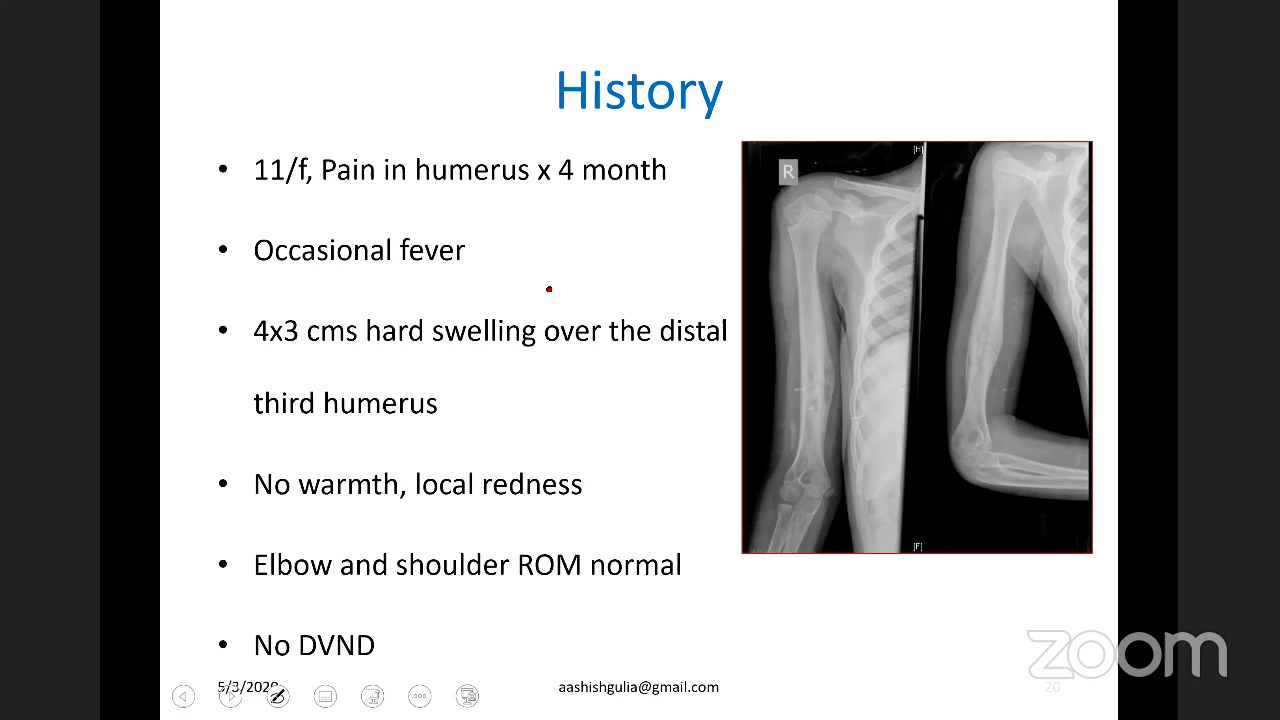 History
• 11/f, Pain in humerus x 4 month
• Occasional fever
• 4x3 cms hard swelling over the distal
third humerus
• No warmth, local redness
• Elbow and shoulder ROM normal
• No DVND
R
[H]
[F]
5/3/2020
aashishgulia@gmail.com
20
zoom